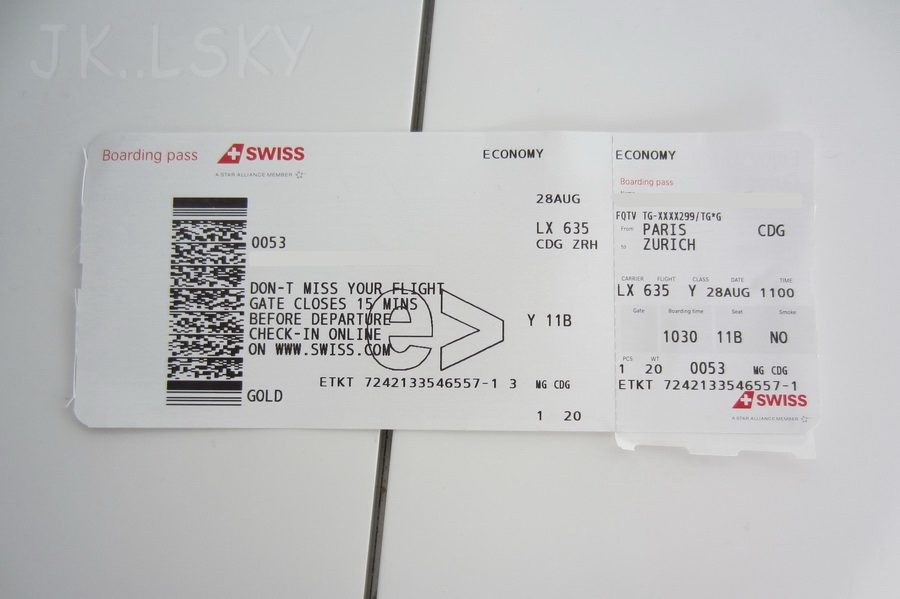 JK..LSKY
Boarding pass SWISS
A STAR ALLIANCE MEMBER
ECONOMY
28AUG
0053
LX 635
CDG ZRH
DON-T MISS YOUR FLIGHT
GATE CLOSES 15 MINS
BEFORE DEPARTURE
CHECK-IN ONLINE
ON WWW.SWISS.COM
e
Y 11B
ETKT 7242133546557-1 3 MG CDG
GOLD
1 20
ECONOMY
Boarding pass
FQTV TG-XXXX299/TG*G
From PARIS CDG
to ZURICH
CARRIER FLIGHT CLASS DATE TIME
LX 635 Y 28AUG 1100
Gate Boarding time Seat Smoke
1030 11B NO
PCS WT
1 20 0053 MG CDG
ETKT 7242133546557-1
SWISS
A STAR ALLIANCE MEMBER